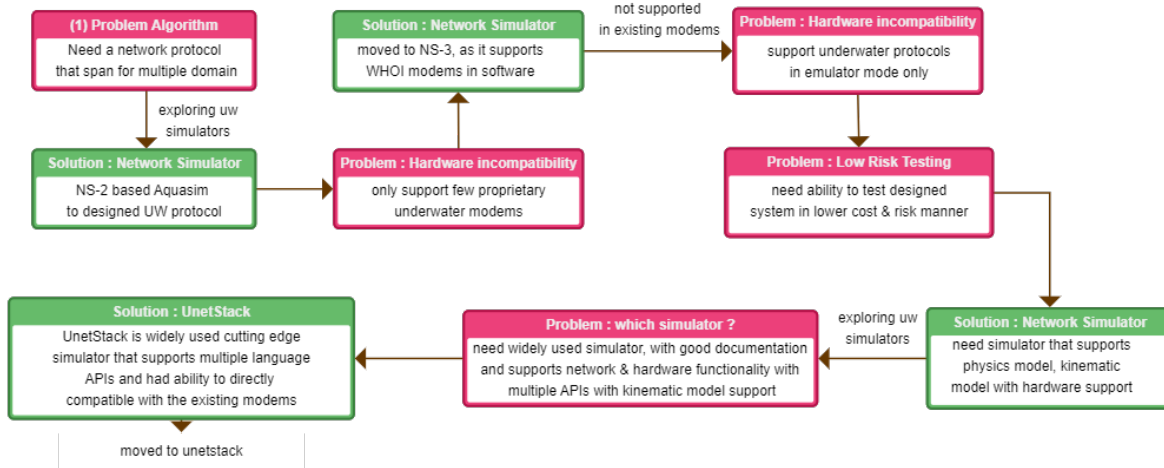 (1) Problem Algorithm
Need a network protocol
that span for multiple domain
exploring uw
simulators
Solution : Network Simulator
NS-2 based Aquasim
to designed UW protocol
Problem : Hardware incompatibility
only support few proprietary
underwater modems
Solution : Network Simulator
moved to NS-3, as it supports
WHOI modems in software
not supported
in existing modems
Problem : Hardware incompatibility
support underwater protocols
in emulator mode only
Problem : Low Risk Testing
need ability to test designed
system in lower cost & risk manner
Solution : Network Simulator
need simulator that supports
physics model, kinematic
model with hardware support
exploring uw
simulators
Problem : which simulator ?
need widely used simulator, with good documentation
and supports network & hardware functionality with
multiple APIs with kinematic model support
Solution : UnetStack
UnetStack is widely used cutting edge
simulator that supports multiple language
APIs and had ability to directly
compatible with the existing modems
moved to unetstack